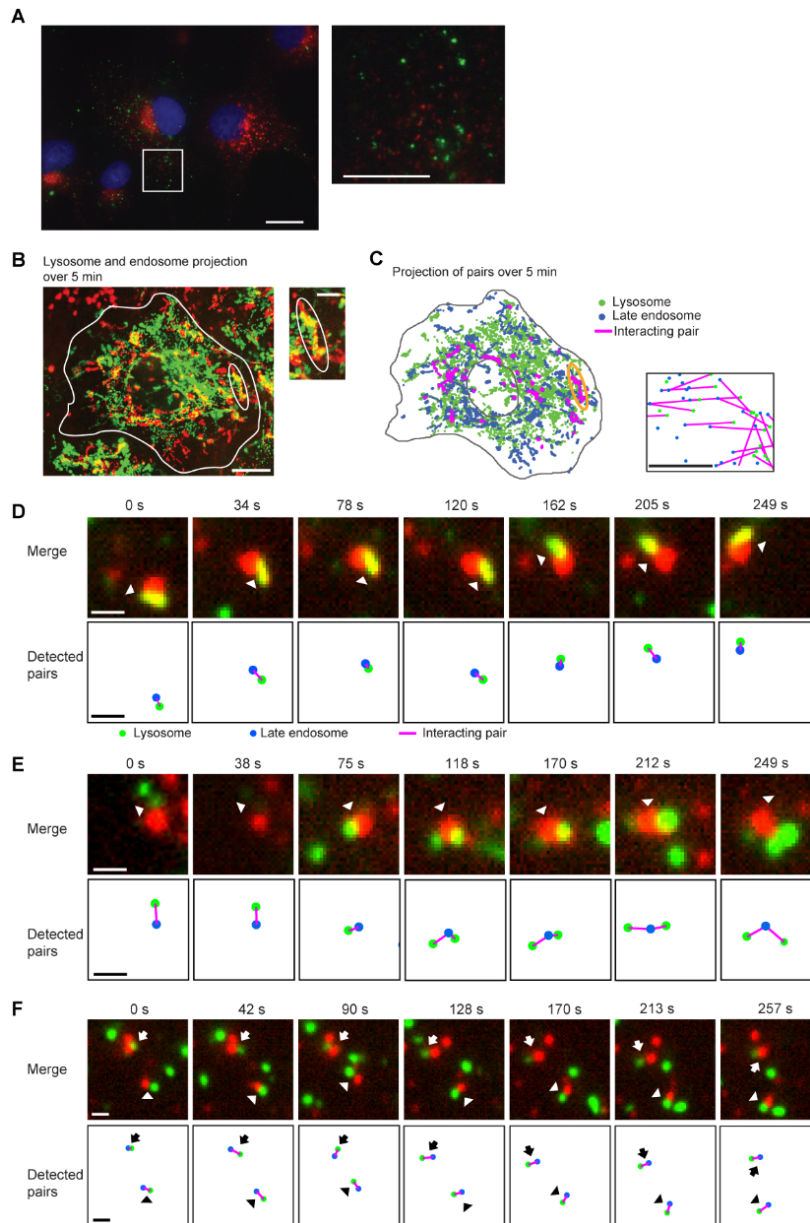 A
B
Lysosome and endosome projection
over 5 min
C
Projection of pairs over 5 min
Lysosome
Late endosome
Interacting pair
D
0 s 34 s 78 s 120 s 162 s 205 s 249 s
Merge
Detected
pairs
Lysosome Late endosome Interacting pair
E
0 s 38 s 75 s 118 s 170 s 212 s 249 s
Merge
Detected
pairs
F
0 s 42 s 90 s 128 s 170 s 213 s 257 s
Merge
Detected
pairs